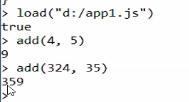 > load("d:/app1.js")
true
> add(4, 5)
9
> add(324, 35)
359
>